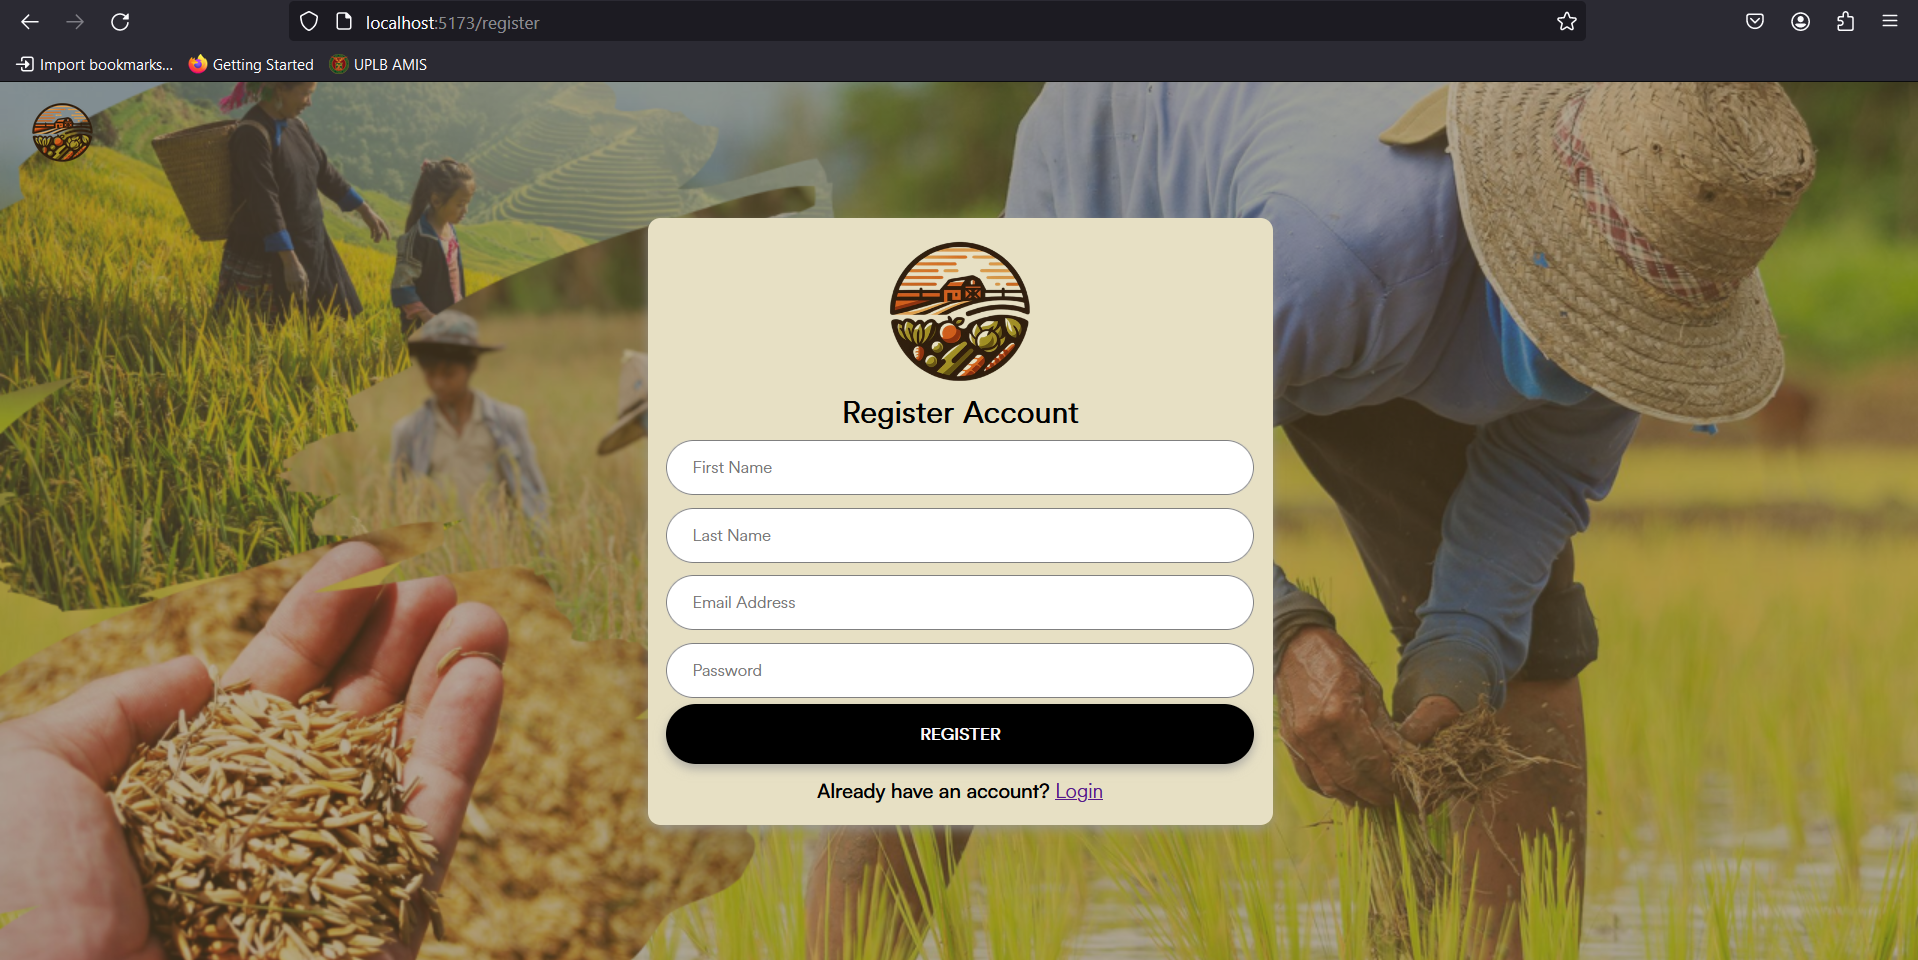 localhost:5173/register
Import bookmarks... Getting Started UPLB AMIS
Register Account
First Name
Last Name
Email Address
Password
REGISTER
Already have an account? Login